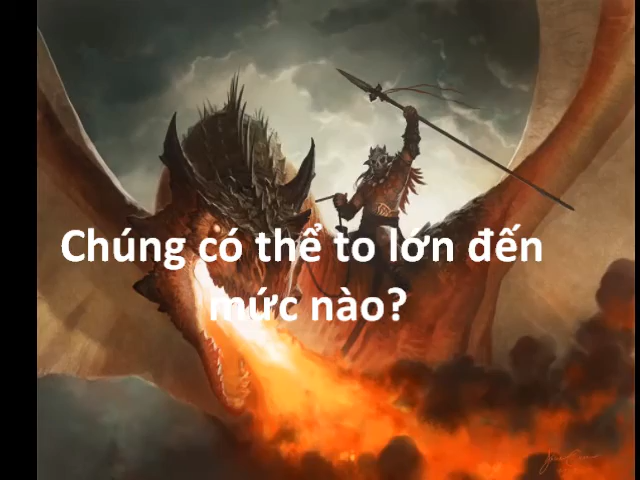 Chúng có thể to lớn đến
mức nào?